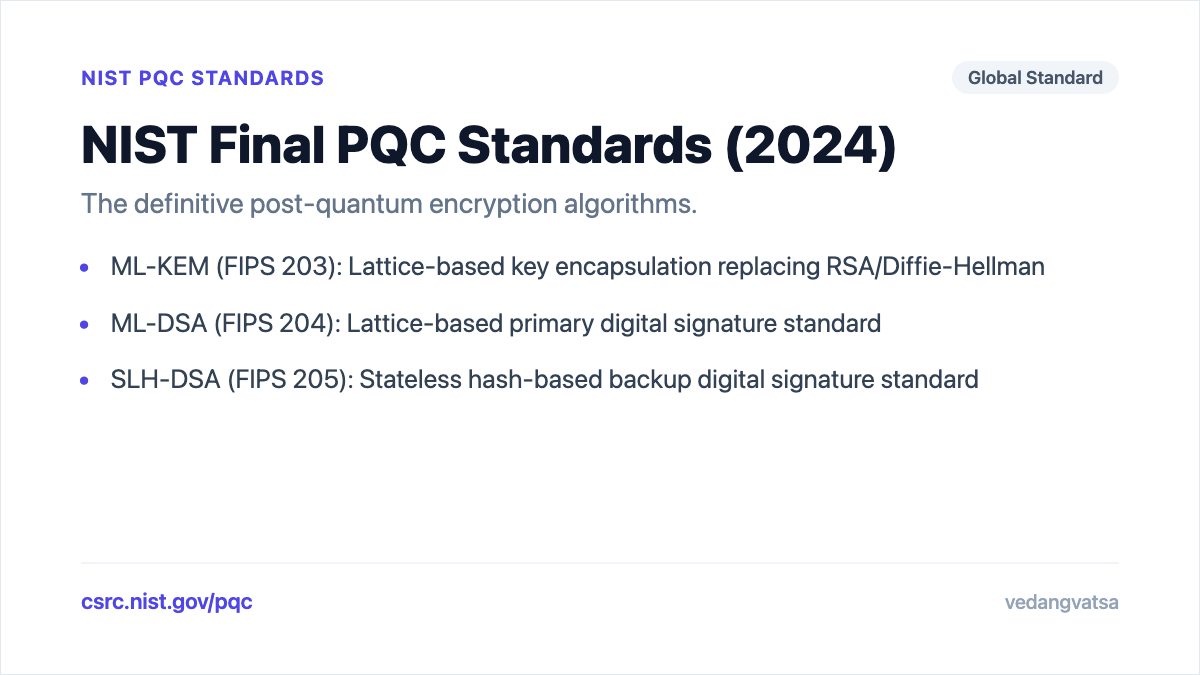 NIST PQC STANDARDS
Global Standard
NIST Final PQC Standards (2024)
The definitive post-quantum encryption algorithms.
• ML-KEM (FIPS 203): Lattice-based key encapsulation replacing RSA/Diffie-Hellman
• ML-DSA (FIPS 204): Lattice-based primary digital signature standard
• SLH-DSA (FIPS 205): Stateless hash-based backup digital signature standard
csrc.nist.gov/pqc
vedangvatsa